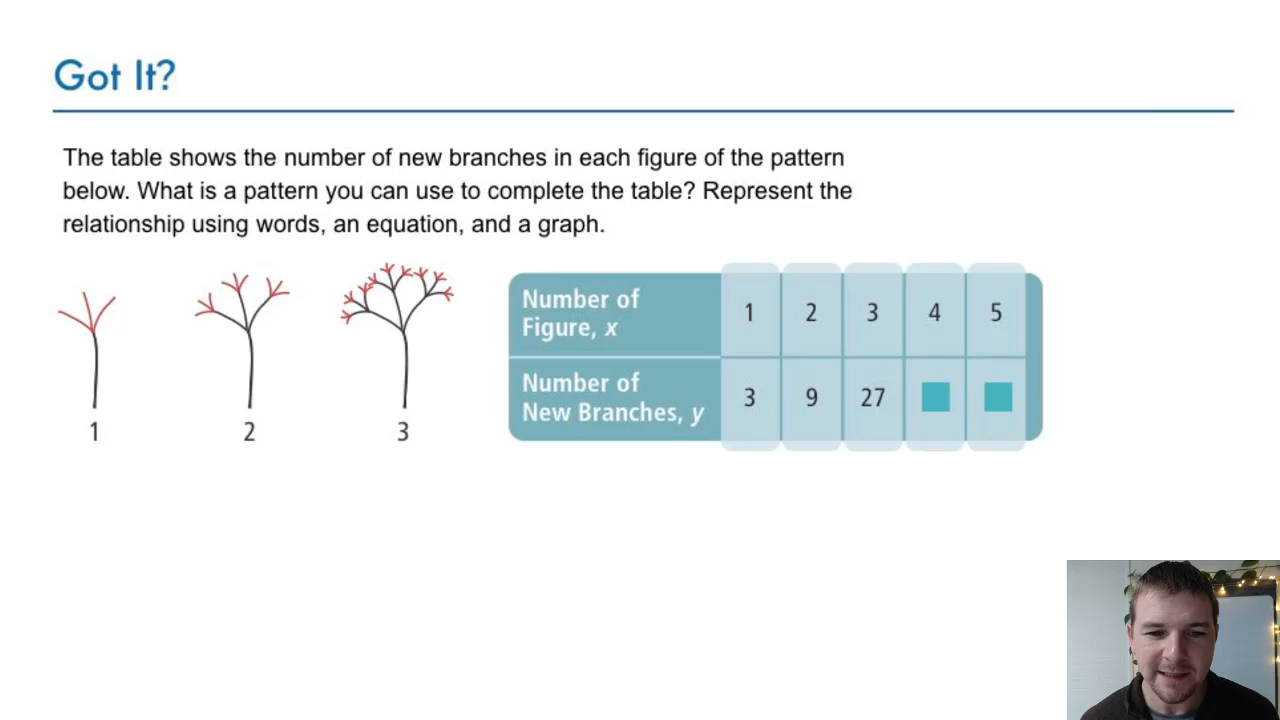 Got It?
The table shows the number of new branches in each figure of the pattern
below. What is a pattern you can use to complete the table? Represent the
relationship using words, an equation, and a graph.
1 2 3
Number of
Figure, x
1 2 3 4 5
Number of
New Branches, y
3 9 27